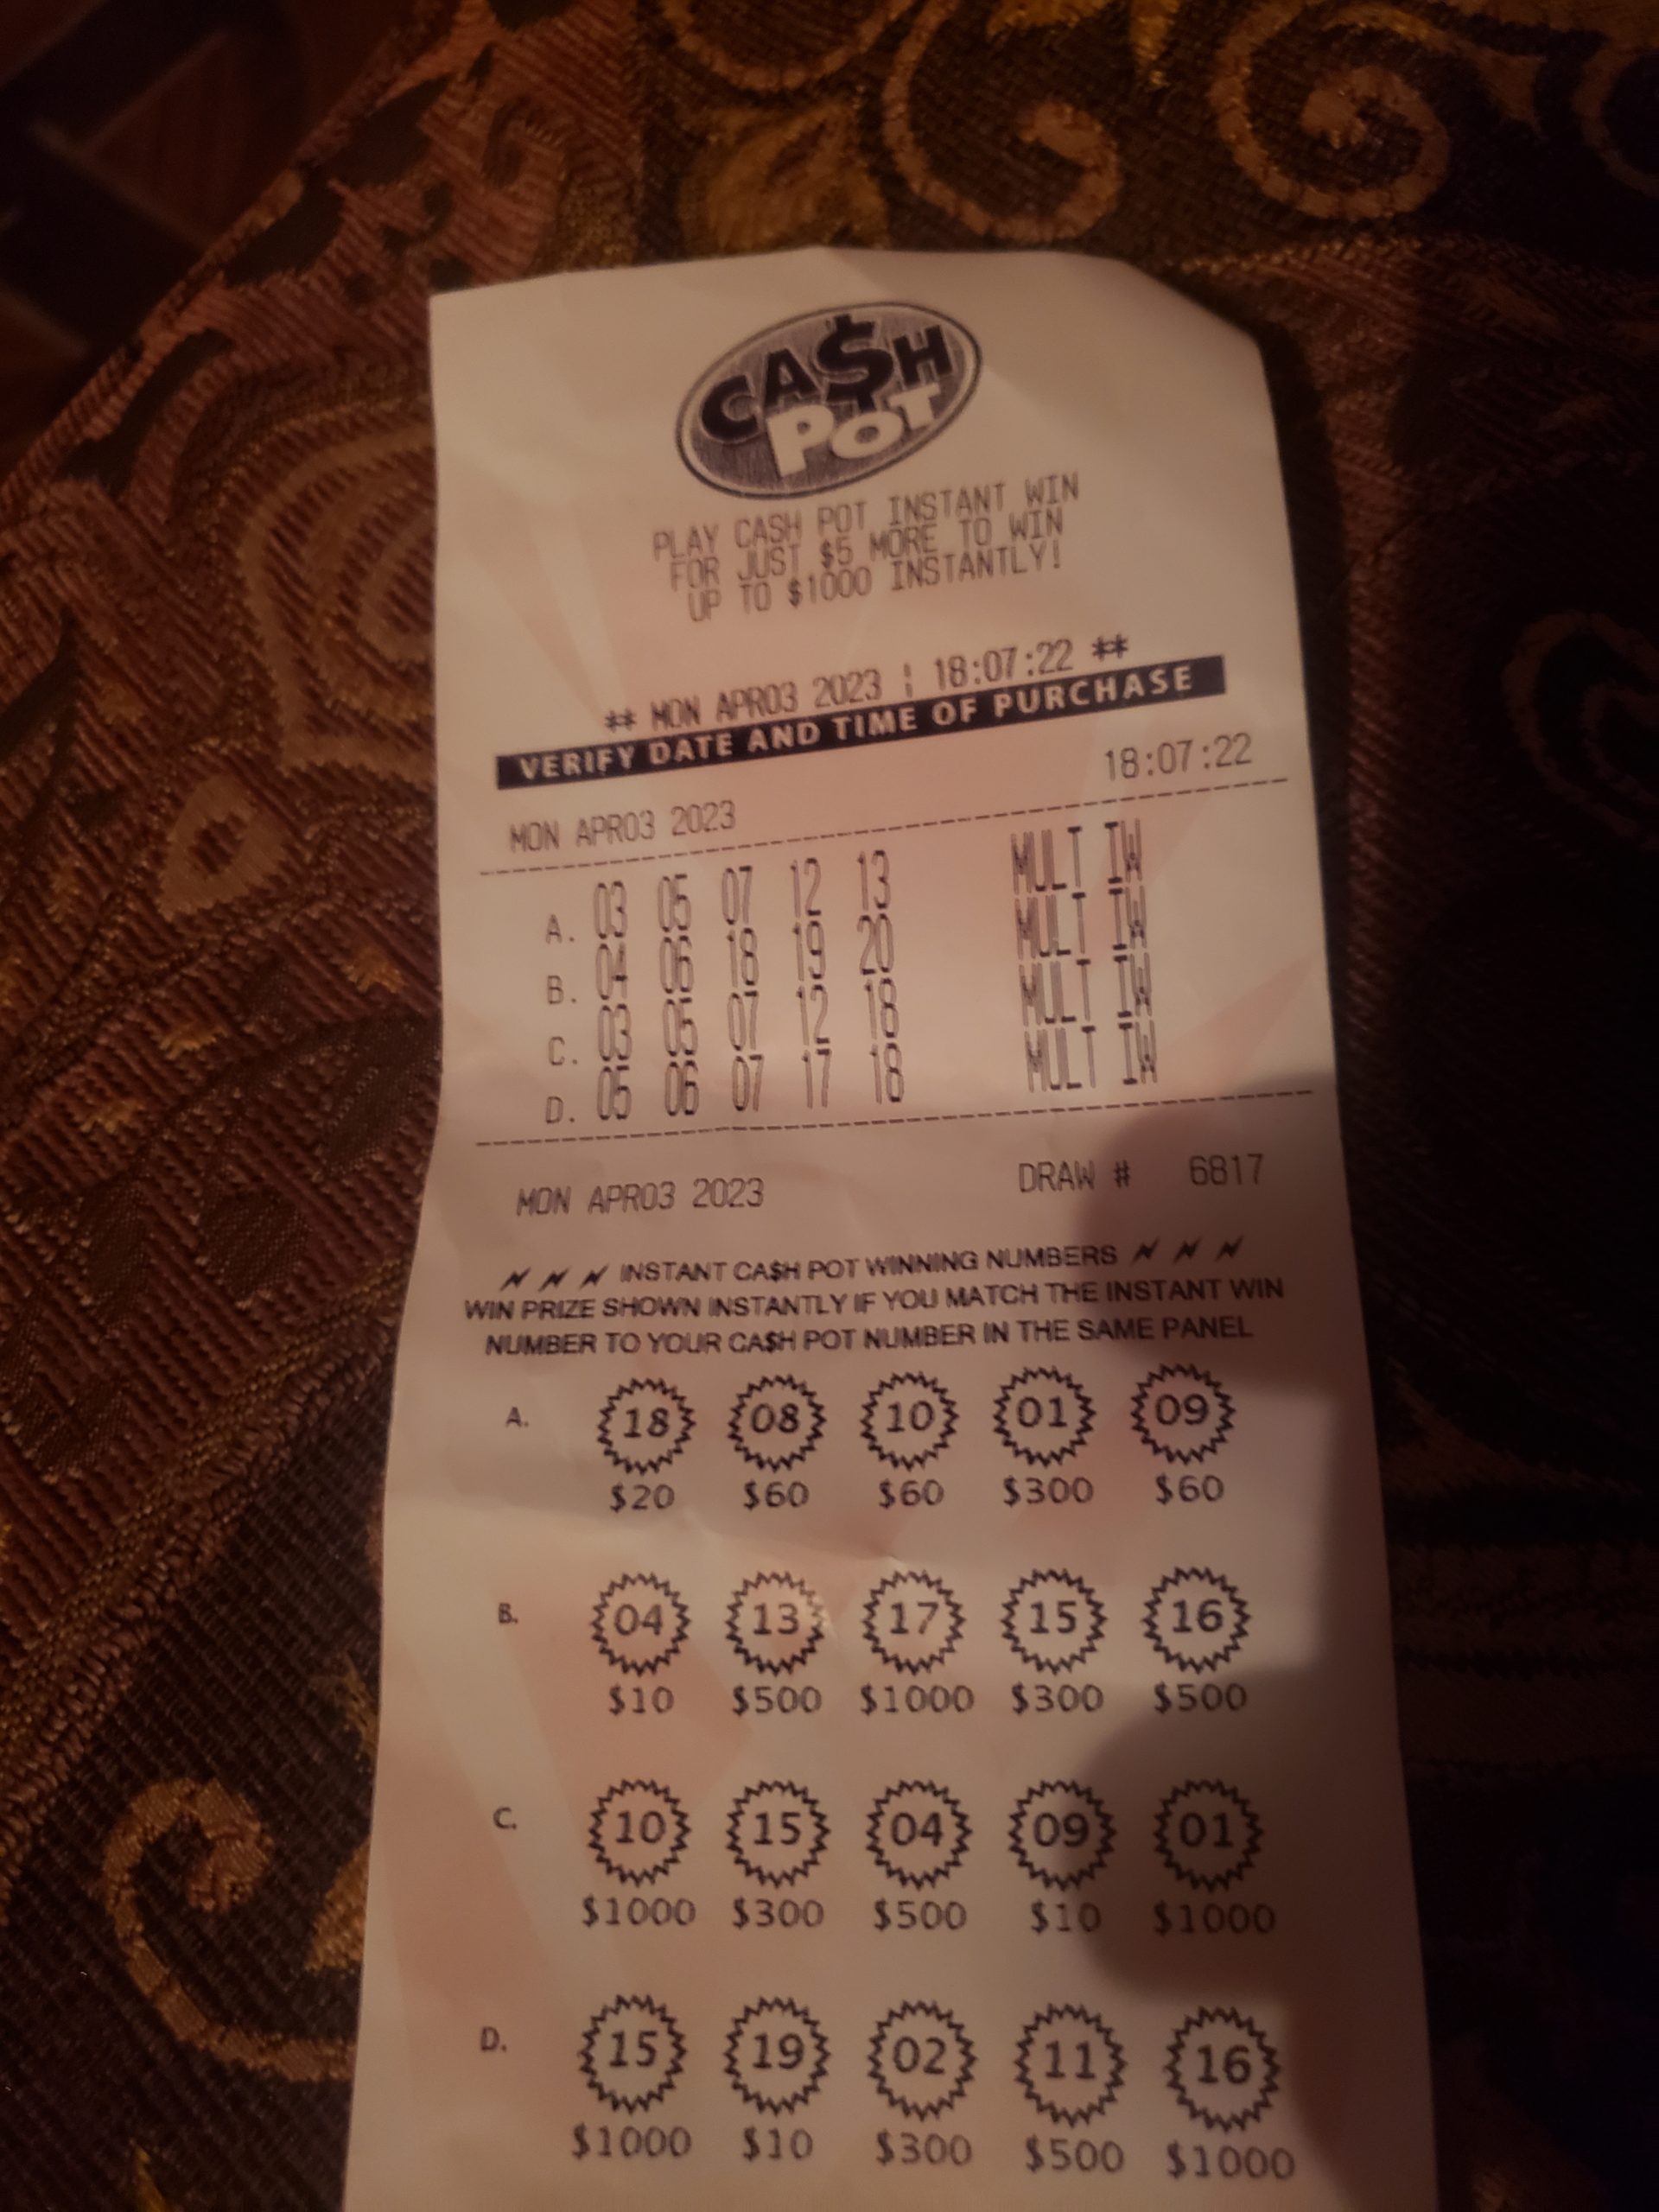 CA$H
POT
PLAY CASH POT INSTANT WIN
FOR JUST $5 MORE TO WIN
UP TO $1000 INSTANTLY!
** MON APR03 2023 | 18:07:22 **
VERIFY DATE AND TIME OF PURCHASE
MON APR03 2023 18:07:22
A. 03 05 07 12 13 MULT IW
B. 04 06 18 19 20 MULT IW
C. 03 05 07 12 18 MULT IW
D. 05 06 07 17 18 MULT IW
MON APR03 2023 DRAW # 6817
INSTANT CA$H POT WINNING NUMBERS
WIN PRIZE SHOWN INSTANTLY IF YOU MATCH THE INSTANT WIN
NUMBER TO YOUR CA$H POT NUMBER IN THE SAME PANEL
A. 18 08 10 01 09
$20 $60 $60 $300 $60
B. 04 13 17 15 16
$10 $500 $1000 $300 $500
C. 10 15 04 09 01
$1000 $300 $500 $10 $1000
D. 15 19 02 11 16
$1000 $10 $300 $500 $1000